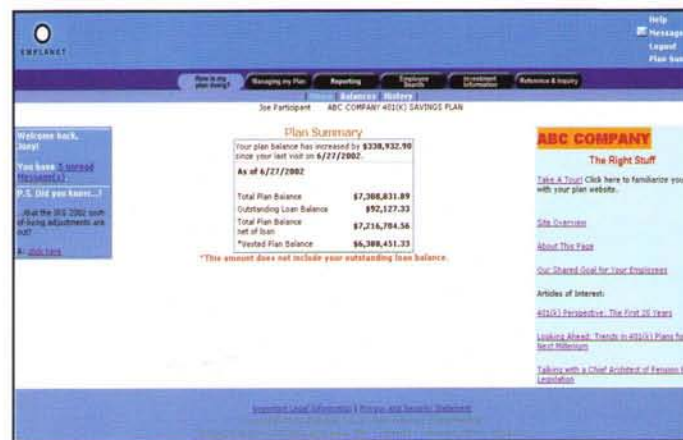 Help
Message
Logout
Plan Sum
EMPLANET
How is my plan doing?
Managing my Plan
Reporting
Employee Search
Investment Information
Reference & Inquiry
Balances | History |
Joe Participant ABC COMPANY 401(K) SAVINGS PLAN
Welcome back,
Joey!
You have 5 unread
Message(s)
P.S. Did you know...?
...that the IRS 2002 cost-
of-living adjustments are
out?
A: click here
Plan Summary
Your plan balance has increased by $338,932.90
since your last visit on 6/27/2002.
As of 6/27/2002
Total Plan Balance $7,308,831.89
Outstanding Loan Balance $92,127.33
Total Plan Balance
net of loan $7,216,704.56
*Vested Plan Balance $6,388,451.33
*This amount does not include your outstanding loan balance.
ABC COMPANY
The Right Stuff
Take A Tour! Click here to familiarize you
with your plan website.
Site Overview
About This Page
Our Shared Goal for Your Employees
Articles of Interest:
401(k) Perspective: The First 25 Years
Looking Ahead: Trends in 401(k) Plans fo
Next Millenium
Talking with a Chief Architect of Pension
Legislation
Important Legal Information | Privacy and Security Statement